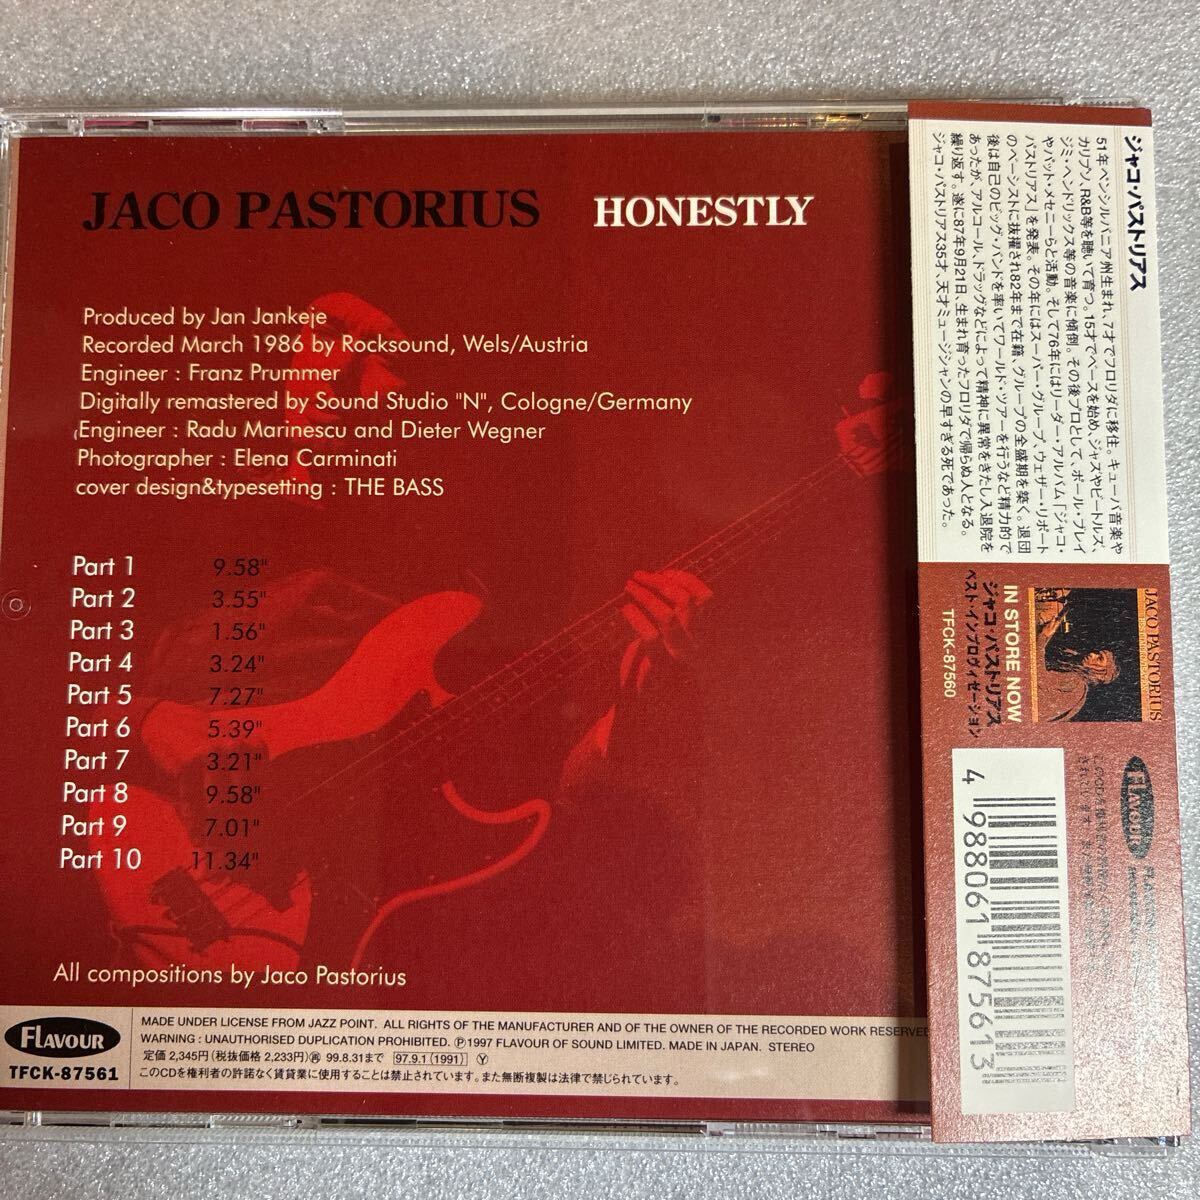 JACO PASTORIUS HONESTLY
Produced by Jan Jankeje
Recorded March 1986 by Rocksound, Wels/Austria
Engineer : Franz Prummer
Digitally remastered by Sound Studio "N", Cologne/Germany
Engineer : Radu Marinescu and Dieter Wegner
Photographer : Elena Carminati
cover design&typesetting : THE BASS
Part 1 9.58"
Part 2 3.55"
Part 3 1.56"
Part 4 3.24"
Part 5 7.27"
Part 6 5.39"
Part 7 3.21"
Part 8 9.58"
Part 9 7.01"
Part 10 11.34"
All compositions by Jaco Pastorius
FLAVOUR
TFCK-87561
MADE UNDER LICENSE FROM JAZZ POINT. ALL RIGHTS OF THE MANUFACTURER AND OF THE OWNER OF THE RECORDED WORK RESERVED
WARNING : UNAUTHORISED DUPLICATION PROHIBITED. Ⓟ1997 FLAVOUR OF SOUND LIMITED. MADE IN JAPAN. STEREO
定価 2,345円(税抜価格 2,233円)㊢ 99.8.31まで 97.9.1(1991) Ⓨ
このCDを権利者の許諾なく賃貸業に使用することは禁止されています。また無断複製は法律で禁じられています。
ジャコ・パストリアス
51年ペンシルバニア州生まれ、7才でフロリダに移住。キューバ音楽や
カリプソ、R&B等を聴いて育つ。15才でベースを始め、ジャズやビートルズ、
ジミ・ヘンドリックス等の音楽に傾倒。その後プロとして、ポール・ブレイ
やパット・メセニーらと活動。そして76年にはリーダー・アルバム「ジャコ・
パストリアス」を発表。その年にはスーパー・グループ、ウェザー・リポート
のベーシストに抜擢され82年まで在籍、グループの全盛期を築く。退団
後は自己のビッグ・バンドを率いてワールド・ツアーを行うなど精力的で
あったが、アルコール、ドラッグなどによって精神に異常をきたし入退院を
繰り返す。遂に87年9月21日、生まれ育ったフロリダで帰らぬ人となる。
ジャコ・パストリアス35才、天才ミュージシャンの早すぎる死であった。
JACO PASTORIUS
IN STORE NOW
ジャコ・パストリアス
ベスト・インプロヴィゼーション
TFCK-87560
FLAVOUR
4 988061 875613